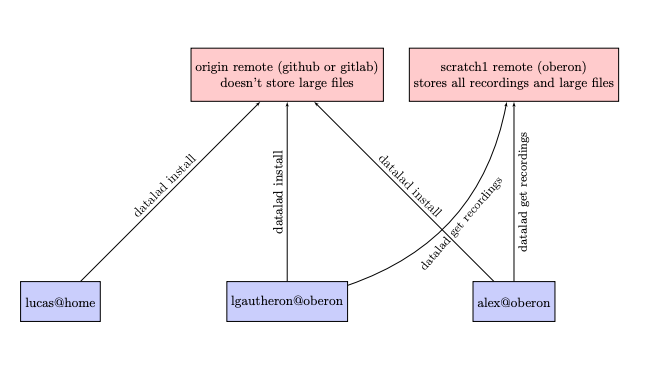 origin remote (github or gitlab)
doesn't store large files
scratch1 remote (oberon)
stores all recordings and large files
datalad install
datalad install
datalad install
datalad get recordings
datalad get recordings
lucas@home
lgautheron@oberon
alex@oberon